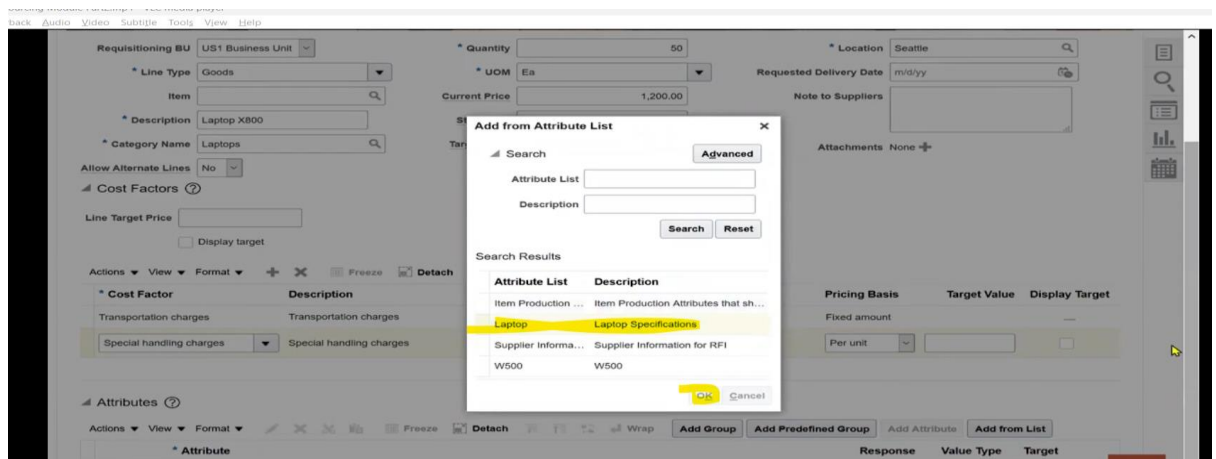 back Audio Video Subtitle Tools View Help
Requisitioning BU US1 Business Unit * Quantity 50 * Location Seattle
* Line Type Goods * UOM Ea Requested Delivery Date m/d/yy
Item Current Price 1,200.00 Note to Suppliers
* Description Laptop X800
* Category Name Laptops Attachments None
Allow Alternate Lines No
Add from Attribute List
Search Advanced
Attribute List
Description
Search Reset
Search Results
Attribute List Description
Item Production ... Item Production Attributes that sh...
Laptop Laptop Specifications
Supplier Informa... Supplier Information for RFI
W500 W500
OK Cancel
Cost Factors
Line Target Price
Display target
Actions View Format Freeze Detach
* Cost Factor Description Pricing Basis Target Value Display Target
Transportation charges Transportation charges Fixed amount
Special handling charges Special handling charges Per unit
Attributes
Actions View Format Freeze Detach Wrap Add Group Add Predefined Group Add Attribute Add from List
* Attribute Response Value Type Target